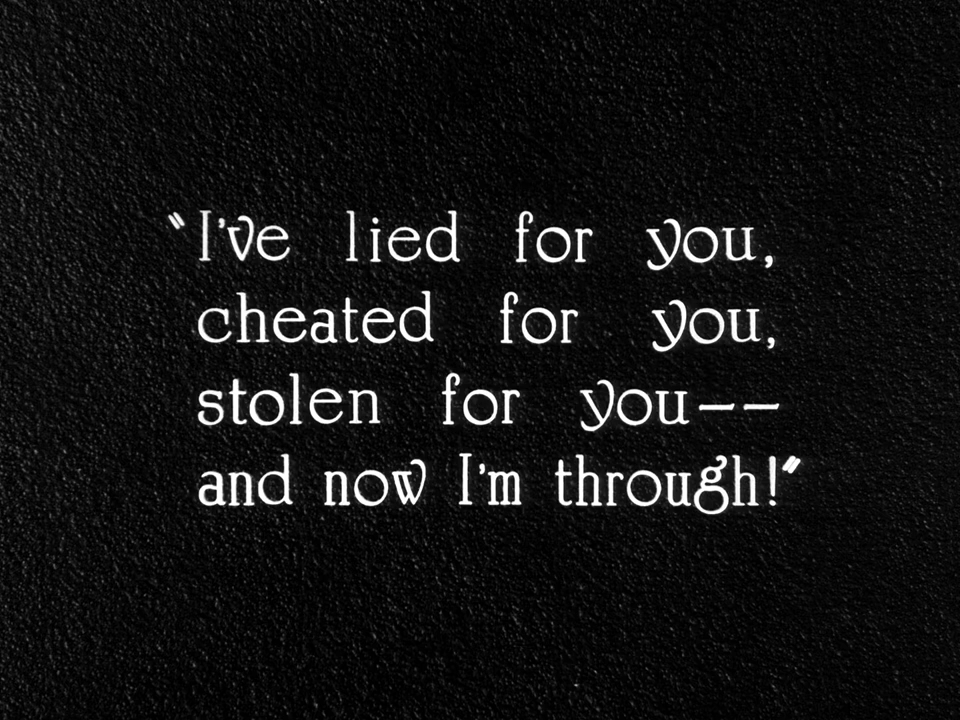 "I've lied for you,
cheated for you,
stolen for you--
and now I'm through!"